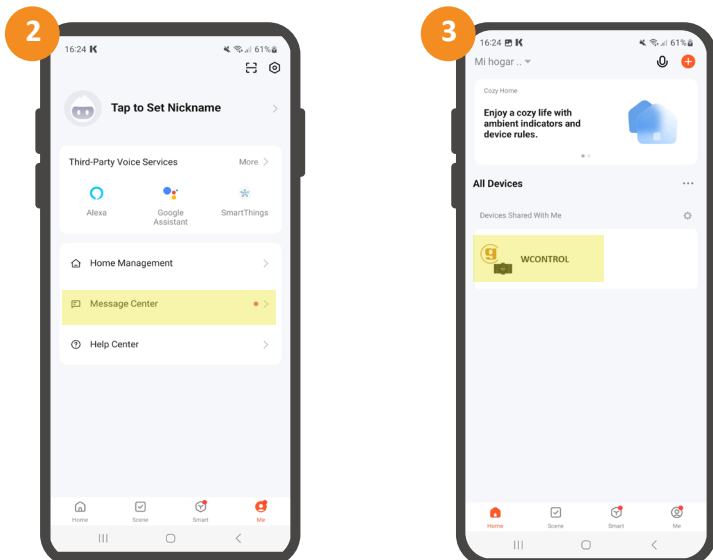 2
16:24 K 61%
Tap to Set Nickname
Third-Party Voice Services More
Alexa Google Assistant SmartThings
Home Management
Message Center
Help Center
Home Scene Smart Me
3
16:24 K 61%
Mi hogar ..
Cozy Home
Enjoy a cozy life with
ambient indicators and
device rules.
All Devices
Devices Shared With Me
g
WCONTROL
Home Scene Smart Me